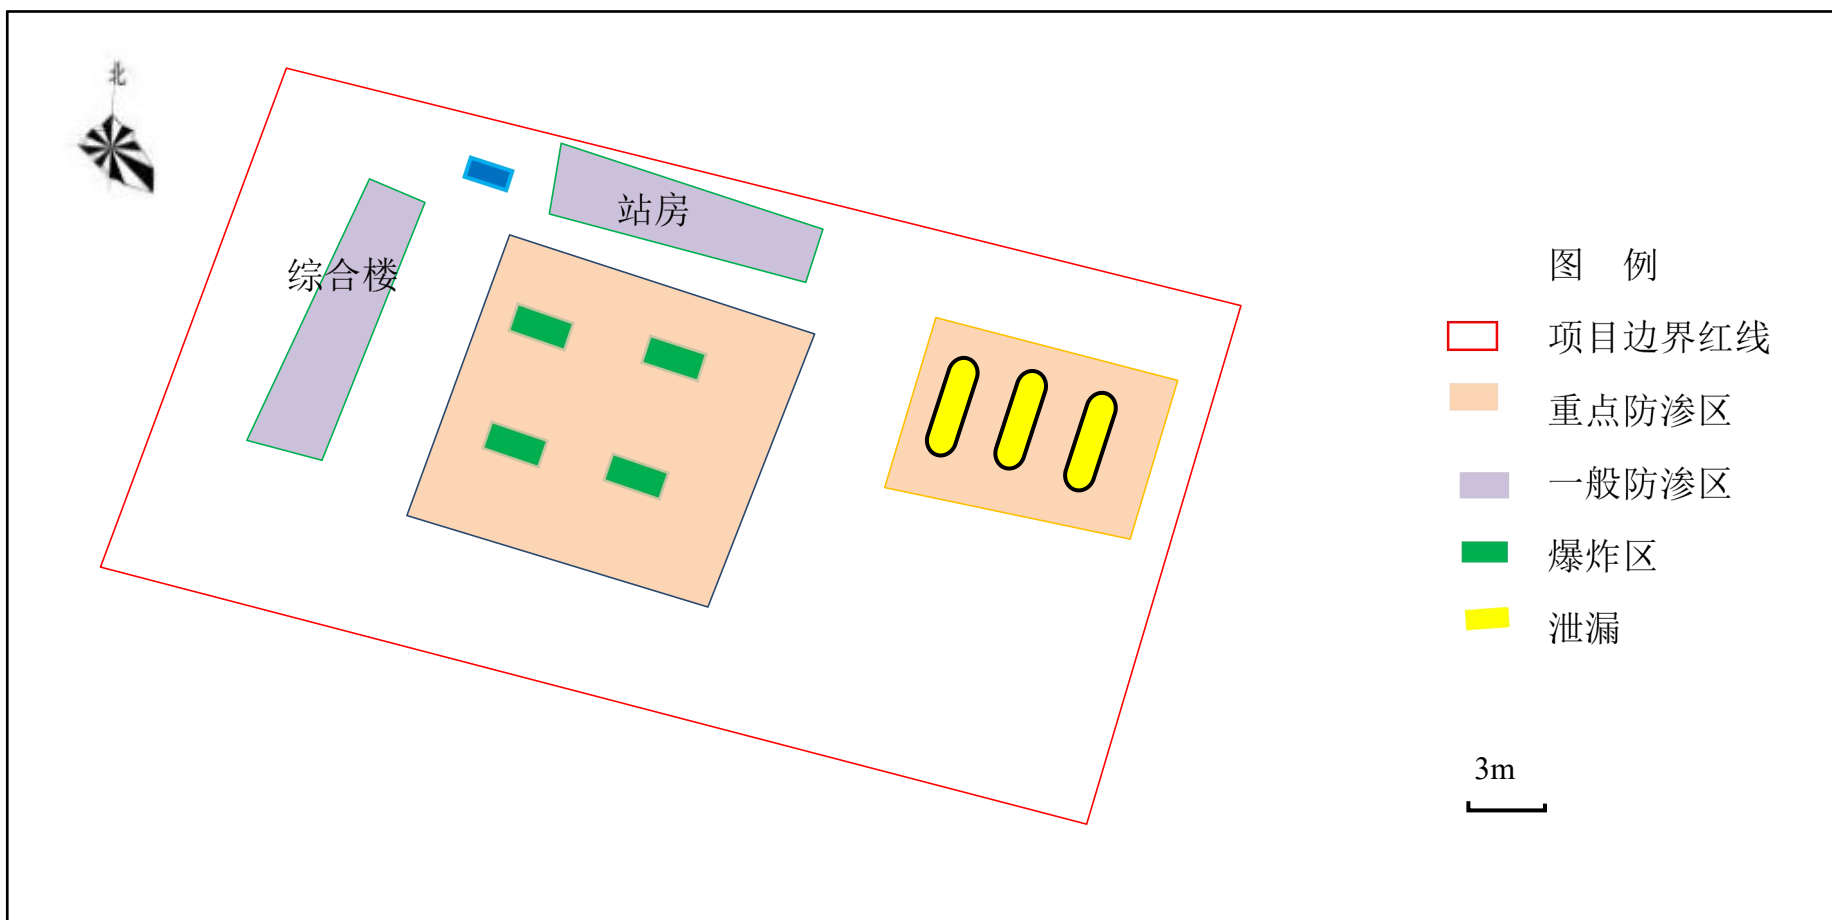 北
站房
综合楼
图 例
项目边界红线
重点防渗区
一般防渗区
爆炸区
泄漏
3m